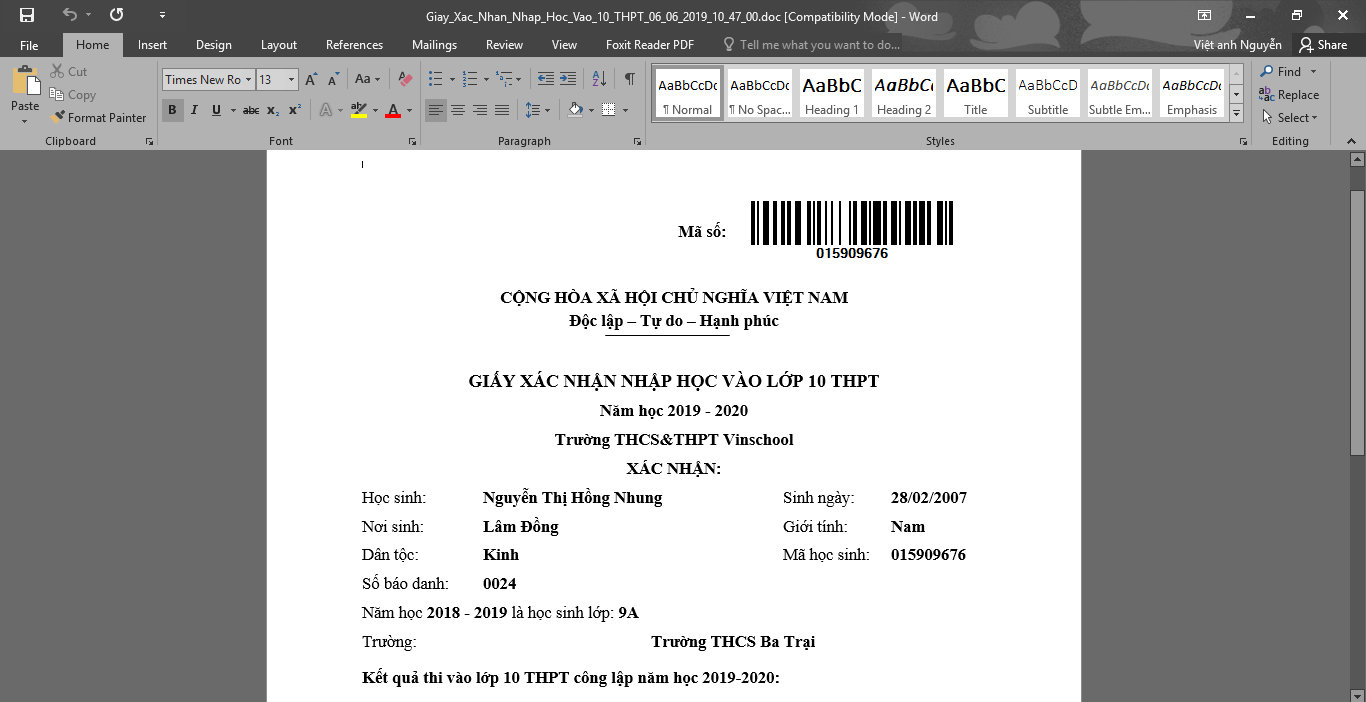 Giay_Xac_Nhan_Nhap_Hoc_Vao_10_THPT_06_06_2019_10_47_00.doc [Compatibility Mode] - Word
File Home Insert Design Layout References Mailings Review View Foxit Reader PDF Tell me what you want to do... Việt anh Nguyễn Share
Paste
Cut
Copy
Format Painter
Clipboard
Times New Ro 13
Font
Paragraph
AaBbCcDc AaBbCcDc AaBbC AaBbCc AaBbC AaBbCcD AaBbCcDc AaBbCcDc
¶ Normal ¶ No Spac... Heading 1 Heading 2 Title Subtitle Subtle Em... Emphasis
Styles
Find
Replace
Select
Editing
Mã số:
015909676
CỘNG HÒA XÃ HỘI CHỦ NGHĨA VIỆT NAM
Độc lập – Tự do – Hạnh phúc
GIẤY XÁC NHẬN NHẬP HỌC VÀO LỚP 10 THPT
Năm học 2019 - 2020
Trường THCS&THPT Vinschool
XÁC NHẬN:
Học sinh: Nguyễn Thị Hồng Nhung Sinh ngày: 28/02/2007
Nơi sinh: Lâm Đồng Giới tính: Nam
Dân tộc: Kinh Mã học sinh: 015909676
Số báo danh: 0024
Năm học 2018 - 2019 là học sinh lớp: 9A
Trường: Trường THCS Ba Trại
Kết quả thi vào lớp 10 THPT công lập năm học 2019-2020: